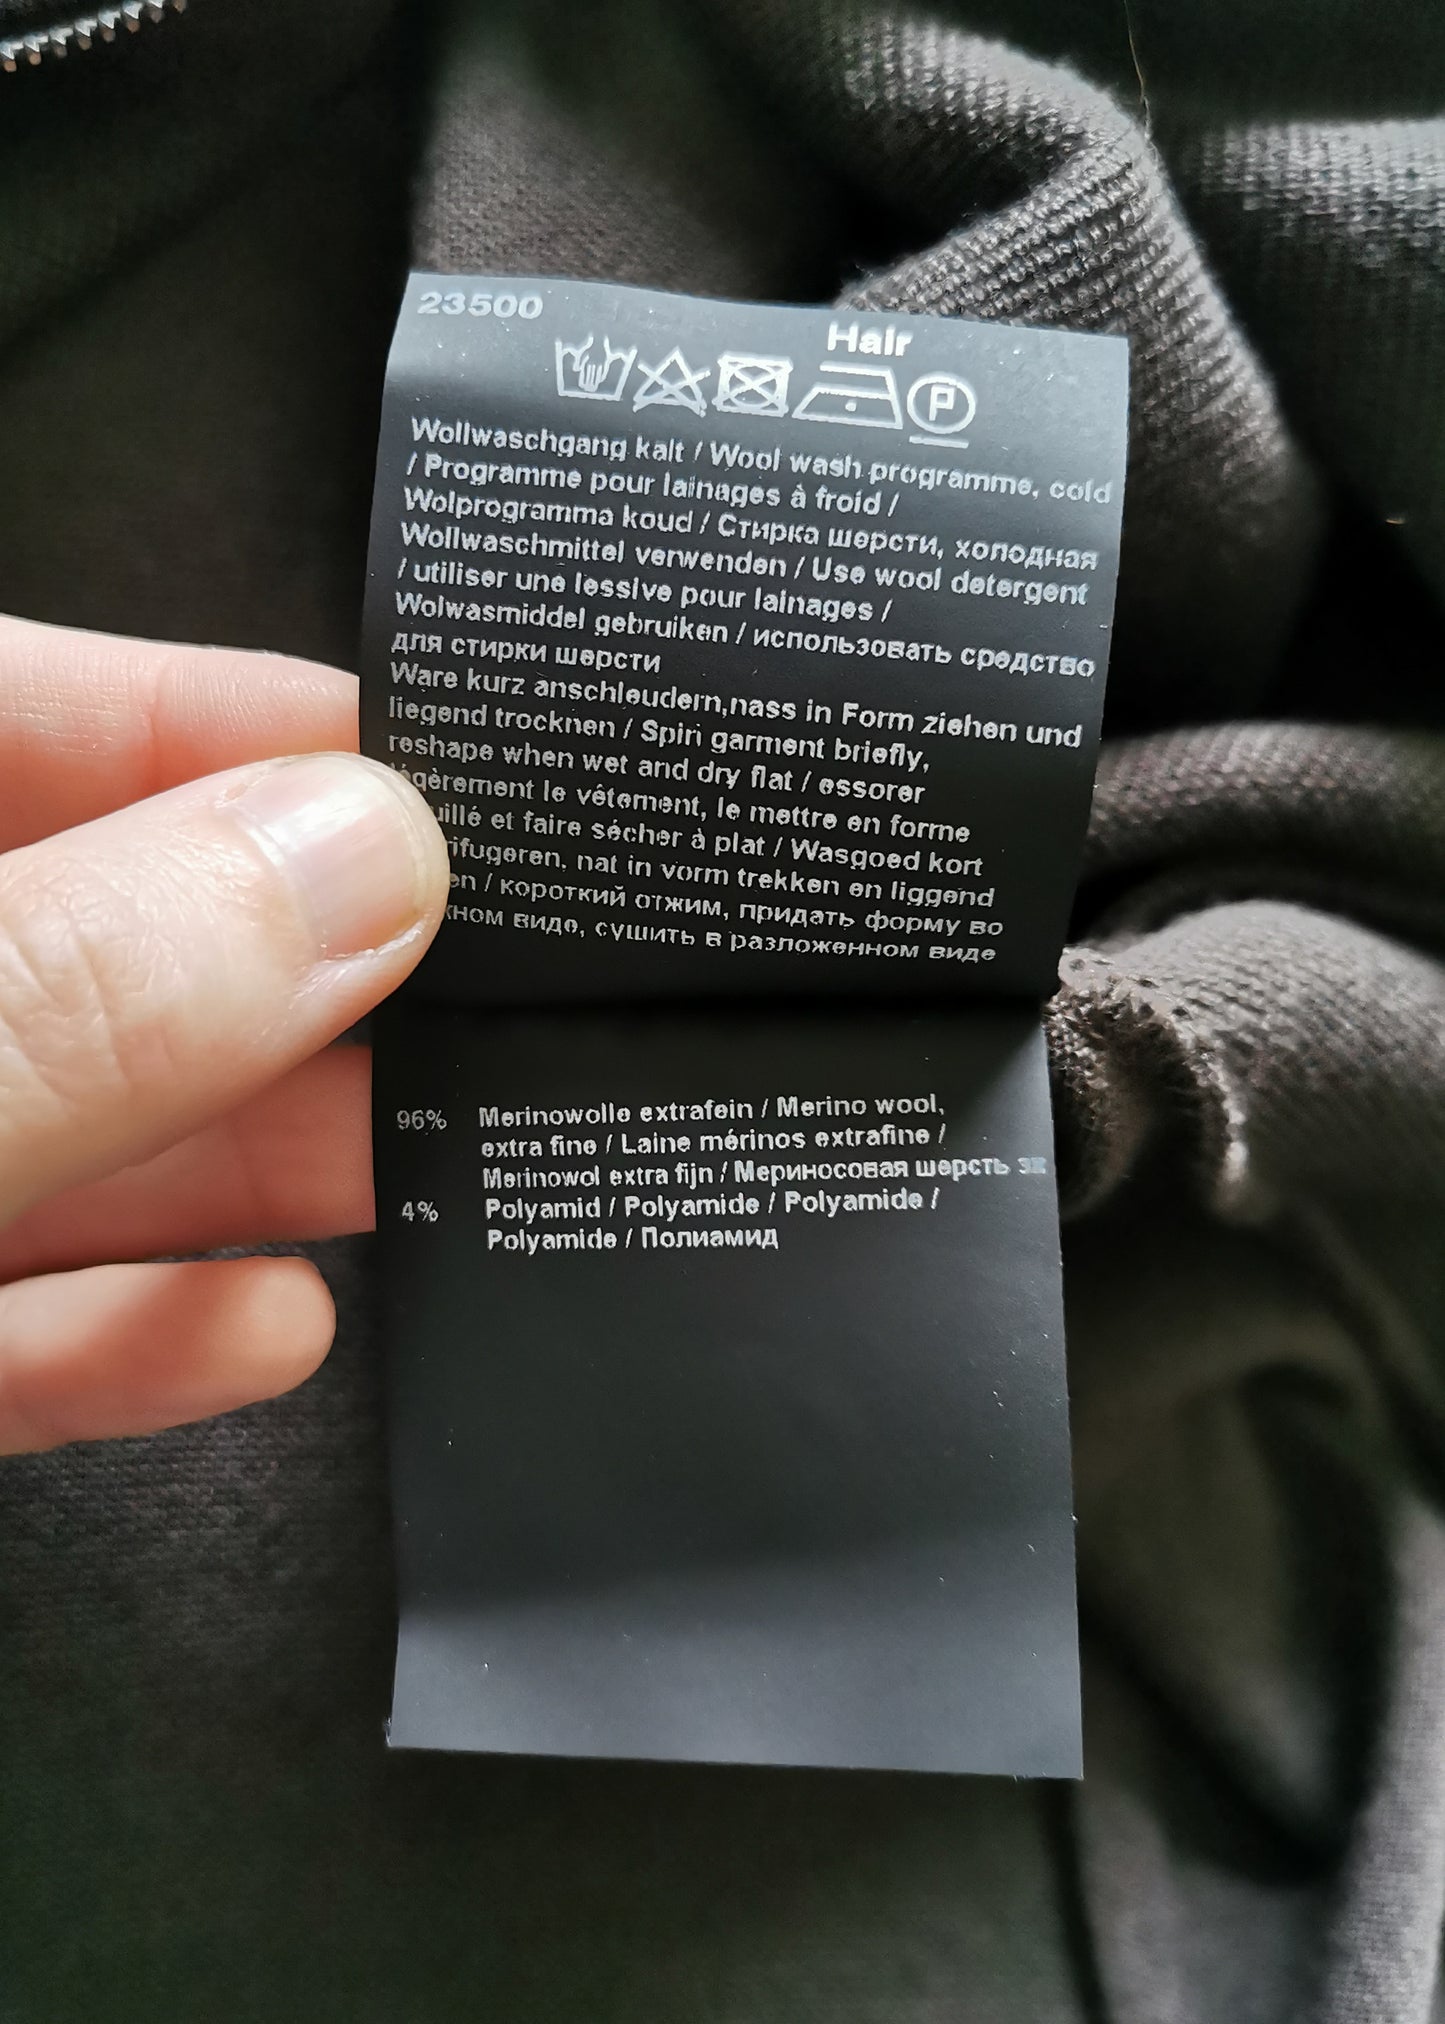 23500
Hair
P
Wollwaschgang kalt / Wool wash programme, cold
/ Programme pour lainages à froid /
Wolprogramma koud / Стирка шерсти, холодная
Wollwaschmittel verwenden / Use wool detergent
/ utiliser une lessive pour lainages /
Wolwasmiddel gebruiken / использовать средство
для стирки шерсти
Ware kurz anschleudern,nass in Form ziehen und
liegend trocknen / Spin garment briefly,
reshape when wet and dry flat / essorer
légèrement le vêtement, le mettre en forme
et faire sécher à plat / Wasgoed kort
nat in vorm trekken en liggend
/ короткий отжим, придать форму во
виде, сушить в разложенном виде
96% Merinowolle extrafein / Merino wool,
extra fine / Laine mérinos extrafine /
Merinowol extra fijn / Мериносовая шерсть
4% Polyamid / Polyamide / Polyamide /
Polyamide / Полиамид